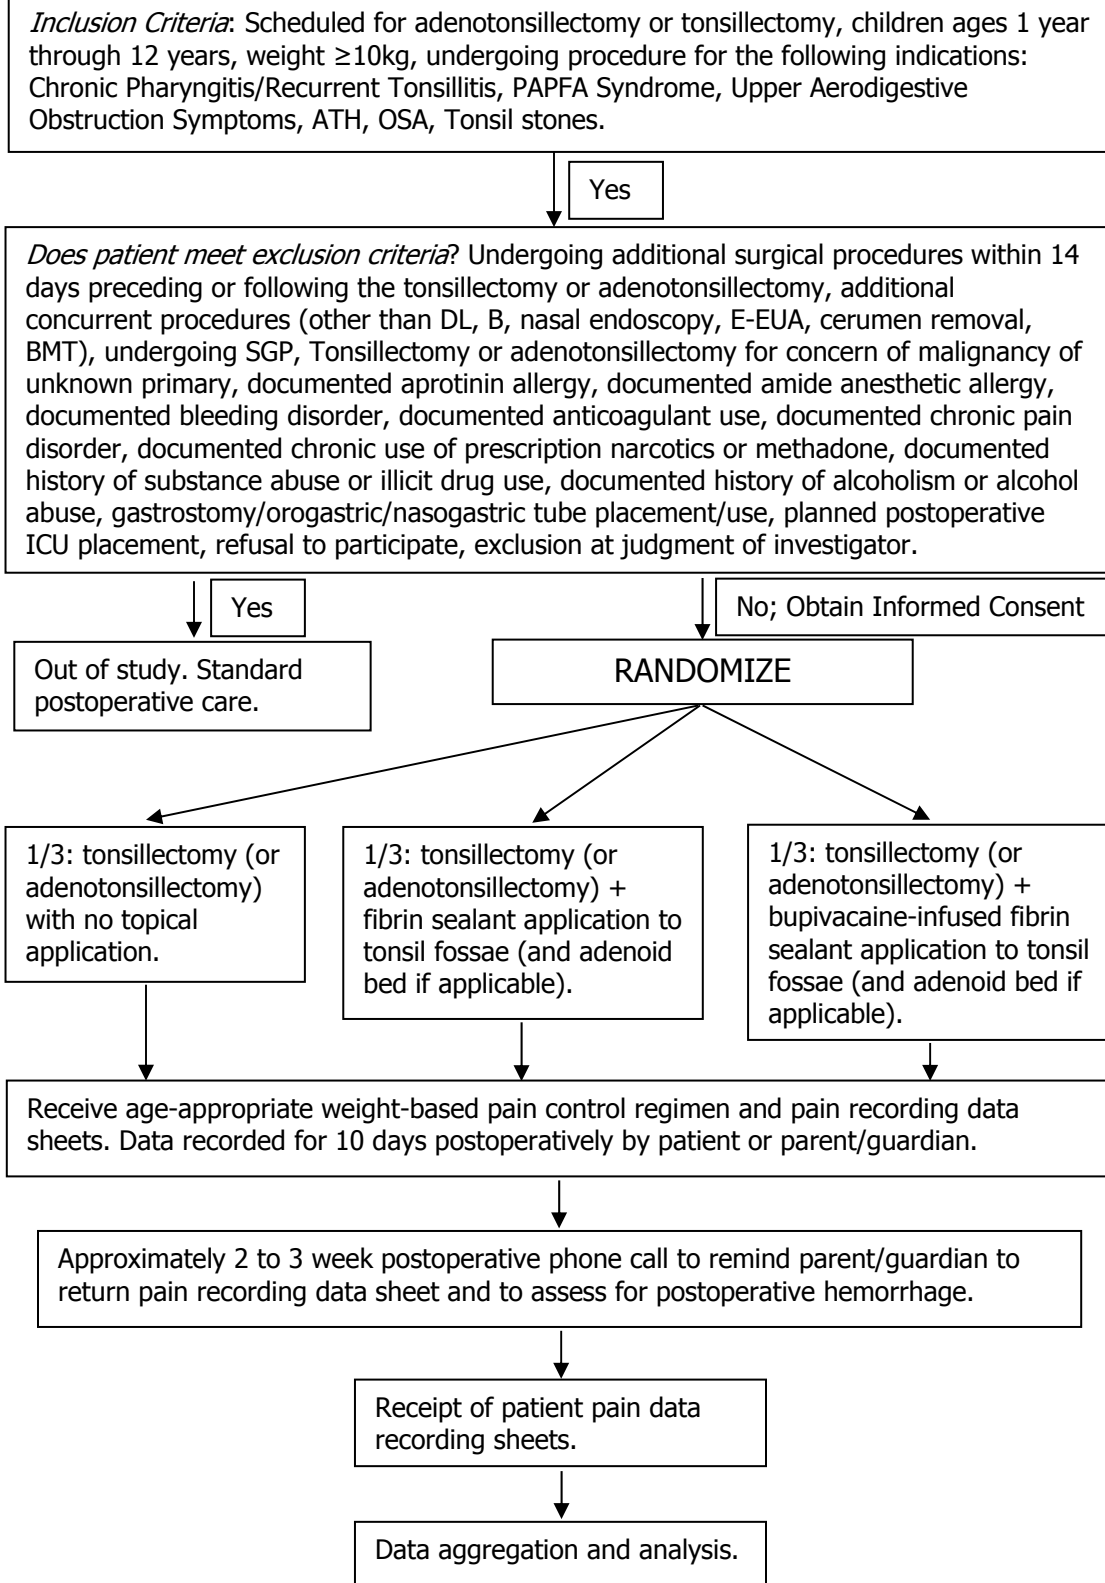 Inclusion Criteria: Scheduled for adenotonsillectomy or tonsillectomy, children ages 1 year
through 12 years, weight ≥10kg, undergoing procedure for the following indications:
Chronic Pharyngitis/Recurrent Tonsillitis, PAPFA Syndrome, Upper Aerodigestive
Obstruction Symptoms, ATH, OSA, Tonsil stones.
Yes
Does patient meet exclusion criteria? Undergoing additional surgical procedures within 14
days preceding or following the tonsillectomy or adenotonsillectomy, additional
concurrent procedures (other than DL, B, nasal endoscopy, E-EUA, cerumen removal,
BMT), undergoing SGP, Tonsillectomy or adenotonsillectomy for concern of malignancy of
unknown primary, documented aprotinin allergy, documented amide anesthetic allergy,
documented bleeding disorder, documented anticoagulant use, documented chronic pain
disorder, documented chronic use of prescription narcotics or methadone, documented
history of substance abuse or illicit drug use, documented history of alcoholism or alcohol
abuse, gastrostomy/orogastric/nasogastric tube placement/use, planned postoperative
ICU placement, refusal to participate, exclusion at judgment of investigator.
Yes
No; Obtain Informed Consent
Out of study. Standard
postoperative care.
RANDOMIZE
1/3: tonsillectomy (or
adenotonsillectomy)
with no topical
application.
1/3: tonsillectomy (or
adenotonsillectomy) +
fibrin sealant application to
tonsil fossae (and adenoid
bed if applicable).
1/3: tonsillectomy (or
adenotonsillectomy) +
bupivacaine-infused fibrin
sealant application to tonsil
fossae (and adenoid bed if
applicable).
Receive age-appropriate weight-based pain control regimen and pain recording data
sheets. Data recorded for 10 days postoperatively by patient or parent/guardian.
Approximately 2 to 3 week postoperative phone call to remind parent/guardian to
return pain recording data sheet and to assess for postoperative hemorrhage.
Receipt of patient pain data
recording sheets.
Data aggregation and analysis.